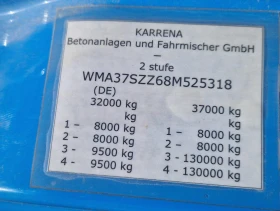 KARRENA
Betonanlagen und Fahrmischer GmbH
–
2 stufe
WMA37SZZ68M525318
(DE)
32000 kg 37000 kg
kg kg
1 – 8000 kg 1 – 8000 kg
2 – 8000 kg 2 – 8000 kg
3 - 9500 kg 3 - 130000 kg
4 - 9500 kg 4 - 130000 kg